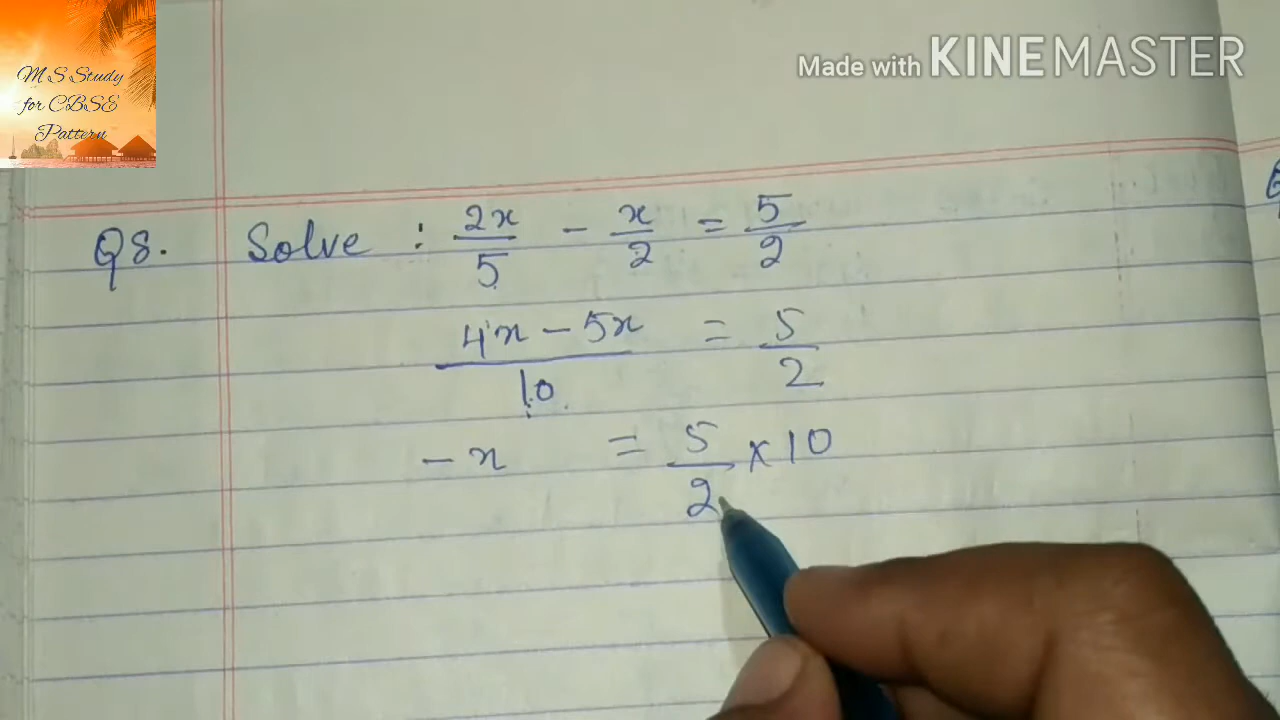 M S Study
for CBSE
Pattern
Made with KINEMASTER
Q8. Solve : 2x/5 - x/2 = 5/2
4x - 5x/10 = 5/2
- x = 5/2 x 10